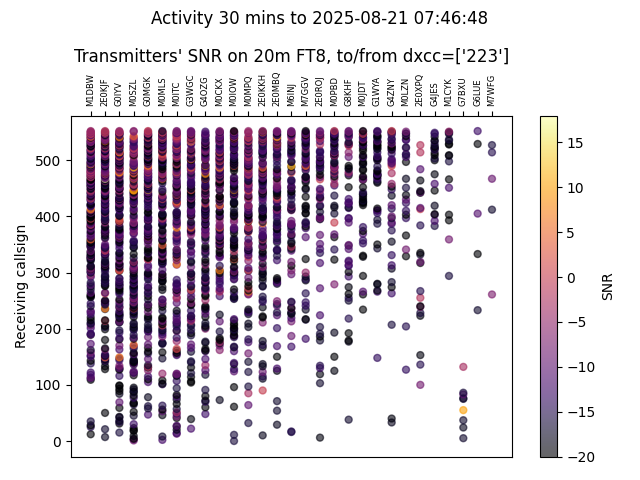 Activity 30 mins to 2025-08-21 07:46:48
Transmitters' SNR on 20m FT8, to/from dxcc=['223']
M1DBW 2E0KJF G0IYV M0SZL G0MGK M0MLS M0ITC G3WGC G4OZG M0CKX M0IOW M0MPQ 2E0KKH 2E0MBQ M6INJ M7GGV 2E0ROJ M0PBD G8KHF M0JDT G1WYA G4ZNY M0LZN 2E0XPQ G4JES M1CYK G7BXU G6LUE M7WFG
500
400
300
200
100
0
Receiving callsign
15
10
5
0
−5
−10
−15
−20
SNR